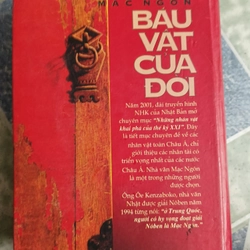 MẠC NGÔN
BÁU
VẬT
CỦA
ĐỜI
Năm 2001, đài truyền hình
NHK của Nhật Bản mở
chuyên mục "Những nhân vật
khai phá của thế kỷ XXI". Đây
là tiết mục chuyên đề về các
nhân vật toàn Châu Á, chỉ
giới thiệu các nhân tài có
triển vọng nhất của các nước
Châu Á. Nhà văn Mạc Ngôn
là một trong những người
được chọn.
Ông Ôe Kenzaboko, nhà văn
Nhật được giải Nôben năm
1994 từng nói: "ở Trung Quốc,
người có hy vọng đoạt giải
Nôben là Mạc Ngôn."